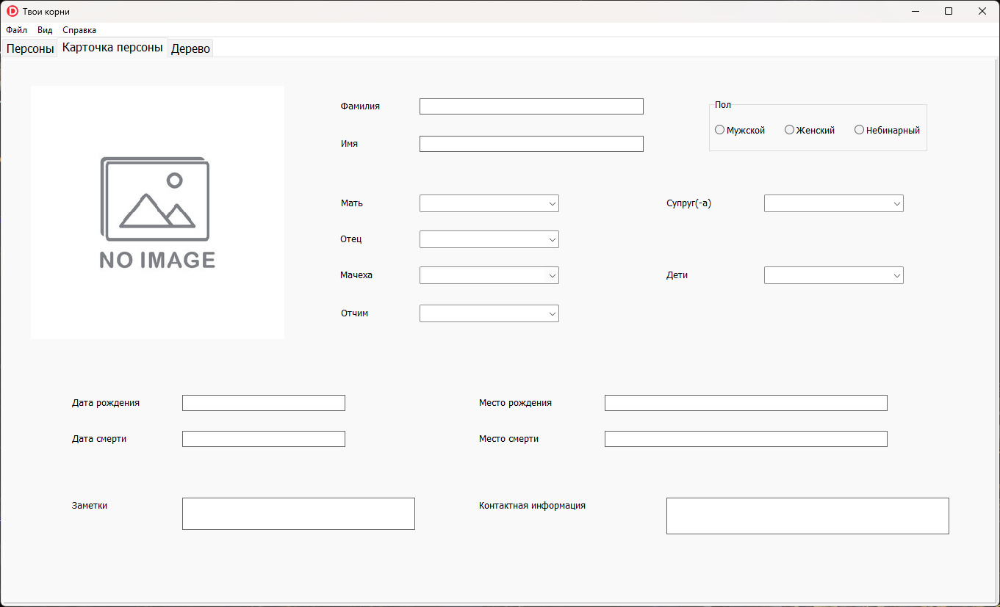 Твои корни
Файл Вид Справка
Персоны Карточка персоны Дерево
Фамилия
Имя
Пол
Мужской Женский Небинарный
NO IMAGE
Мать
Супруг(-а)
Отец
Мачеха
Дети
Отчим
Дата рождения
Место рождения
Дата смерти
Место смерти
Заметки
Контактная информация